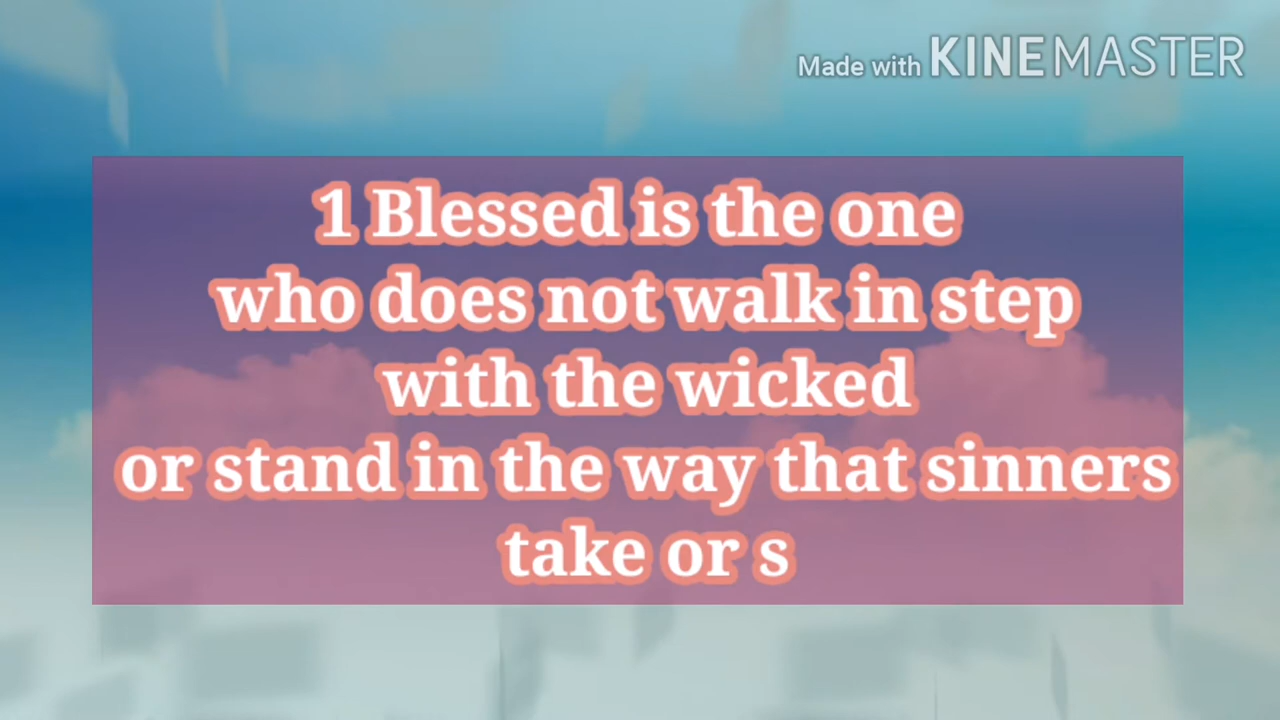 Made with KINEMASTER
1 Blessed is the one
who does not walk in step
with the wicked
or stand in the way that sinners
take or s